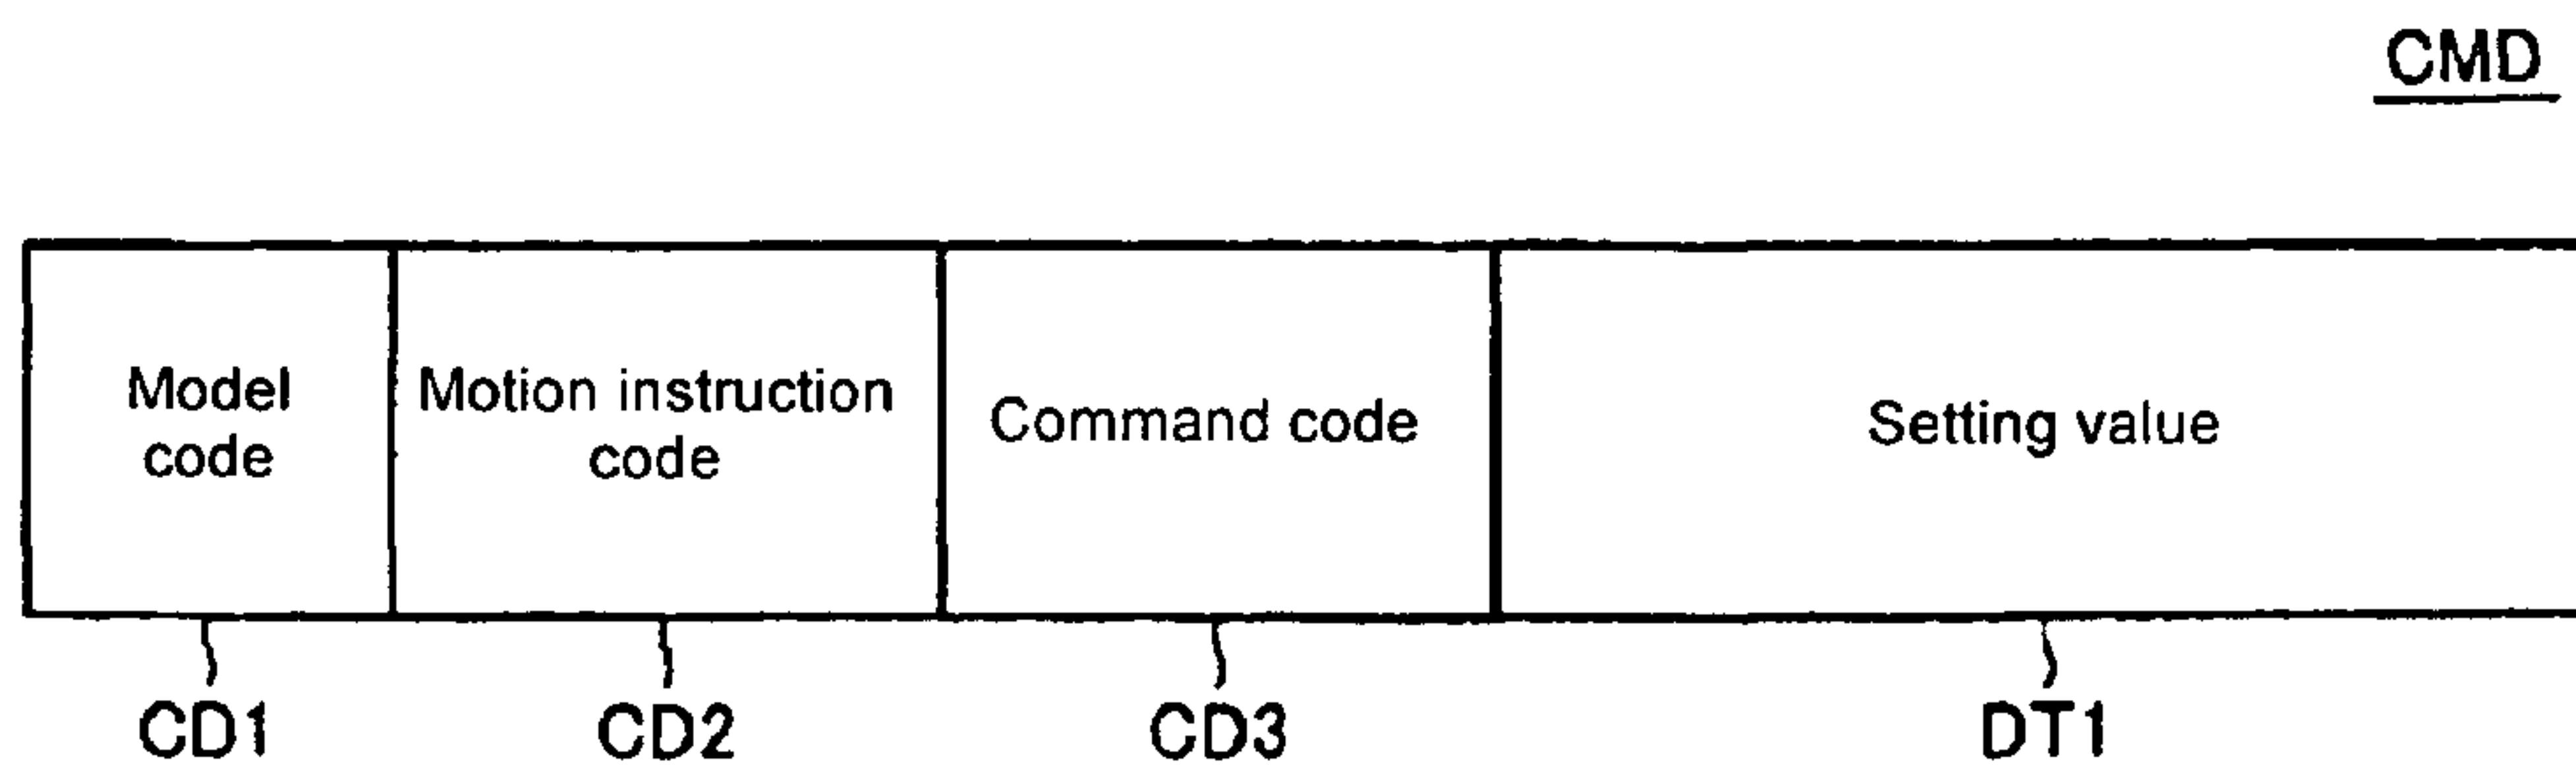 CMD
Model
code
Motion instruction
code
Command code
Setting value
CD1
CD2
CD3
DT1